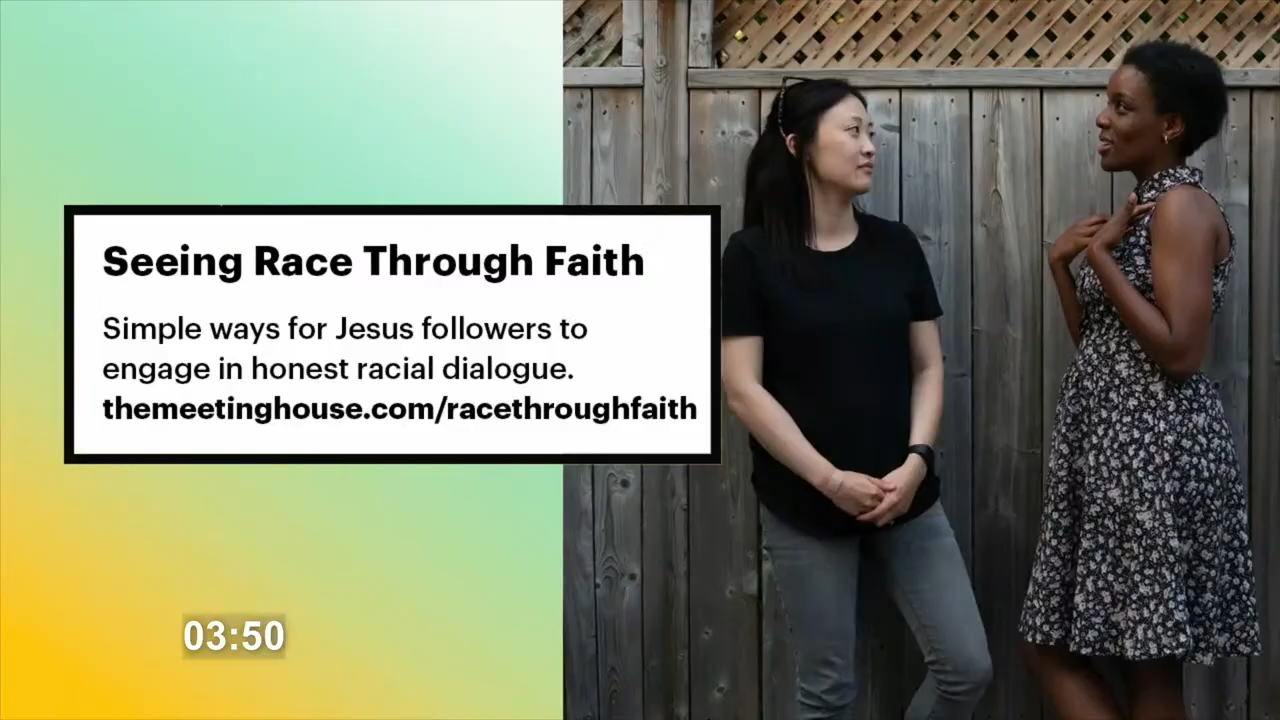 Seeing Race Through Faith
Simple ways for Jesus followers to
engage in honest racial dialogue.
themeetinghouse.com/racethroughfaith
03:50